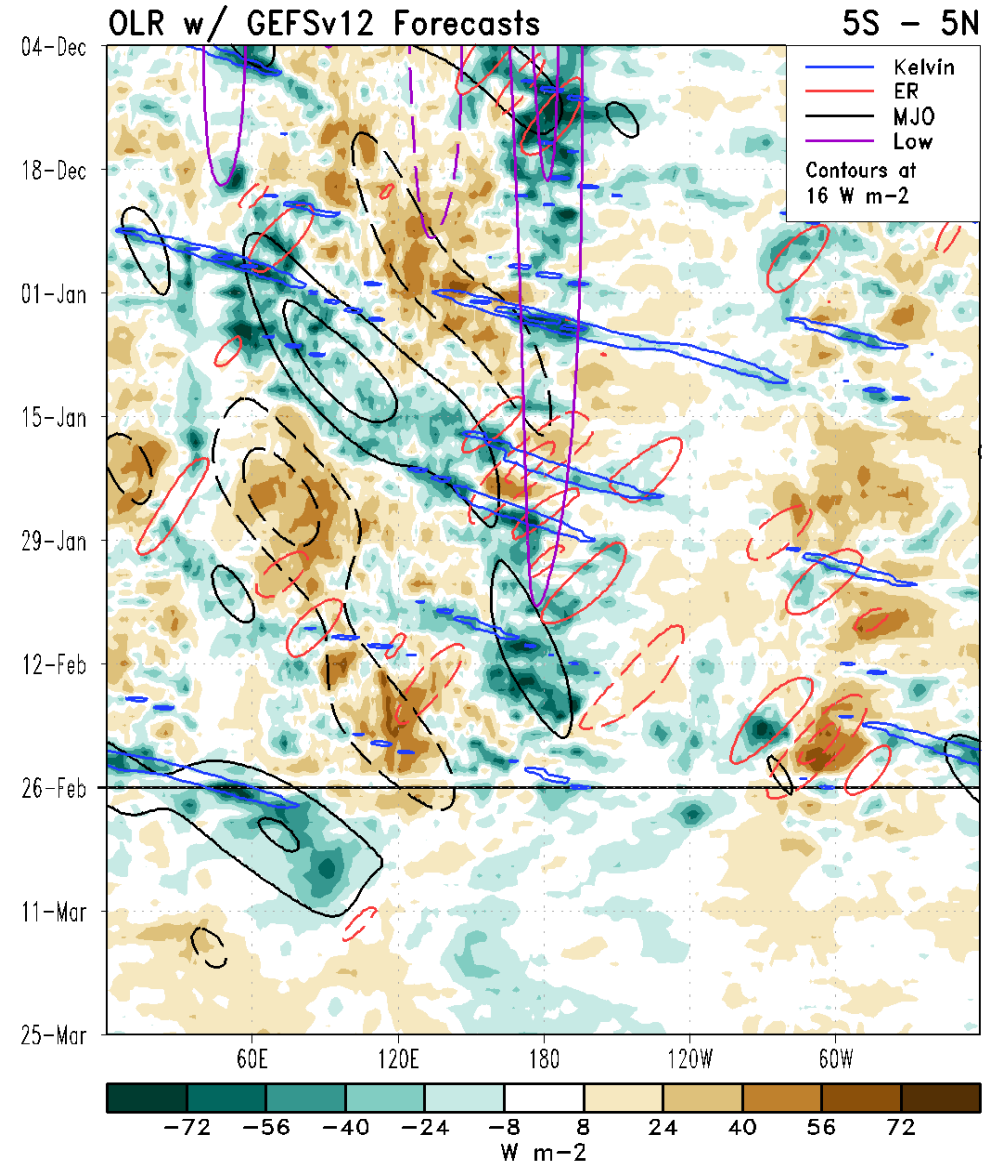 OLR w/ GEFSv12 Forecasts 5S - 5N
04-Dec
Kelvin
ER
MJO
Low
Contours at
16 W m-2
18-Dec
01-Jan
15-Jan
29-Jan
12-Feb
26-Feb
11-Mar
25-Mar
60E 120E 180 120W 60W
-72 -56 -40 -24 -8 8 24 40 56 72
W m-2